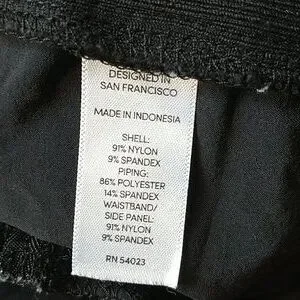 DESIGNED IN
SAN FRANCISCO
MADE IN INDONESIA
SHELL:
91% NYLON
9% SPANDEX
PIPING:
86% POLYESTER
14% SPANDEX
WAISTBAND/
SIDE PANEL:
91% NYLON
9% SPANDEX
RN 54023